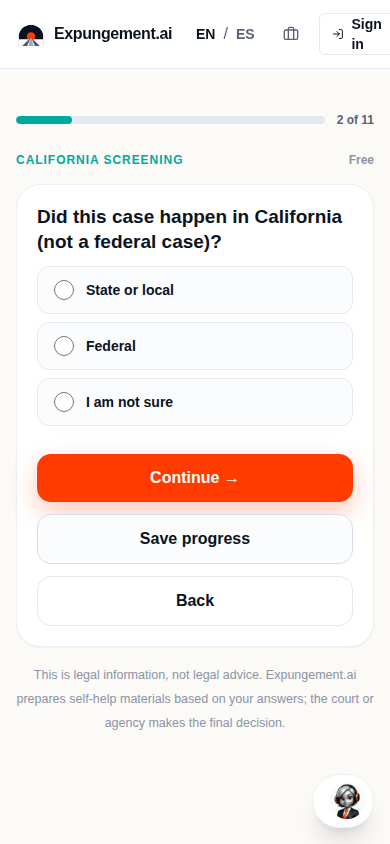 Expungement.ai
EN / ES
Sign
in
2 of 11
CALIFORNIA SCREENING
Free
Did this case happen in California
(not a federal case)?
State or local
Federal
I am not sure
Continue →
Save progress
Back
This is legal information, not legal advice. Expungement.ai
prepares self-help materials based on your answers; the court or
agency makes the final decision.